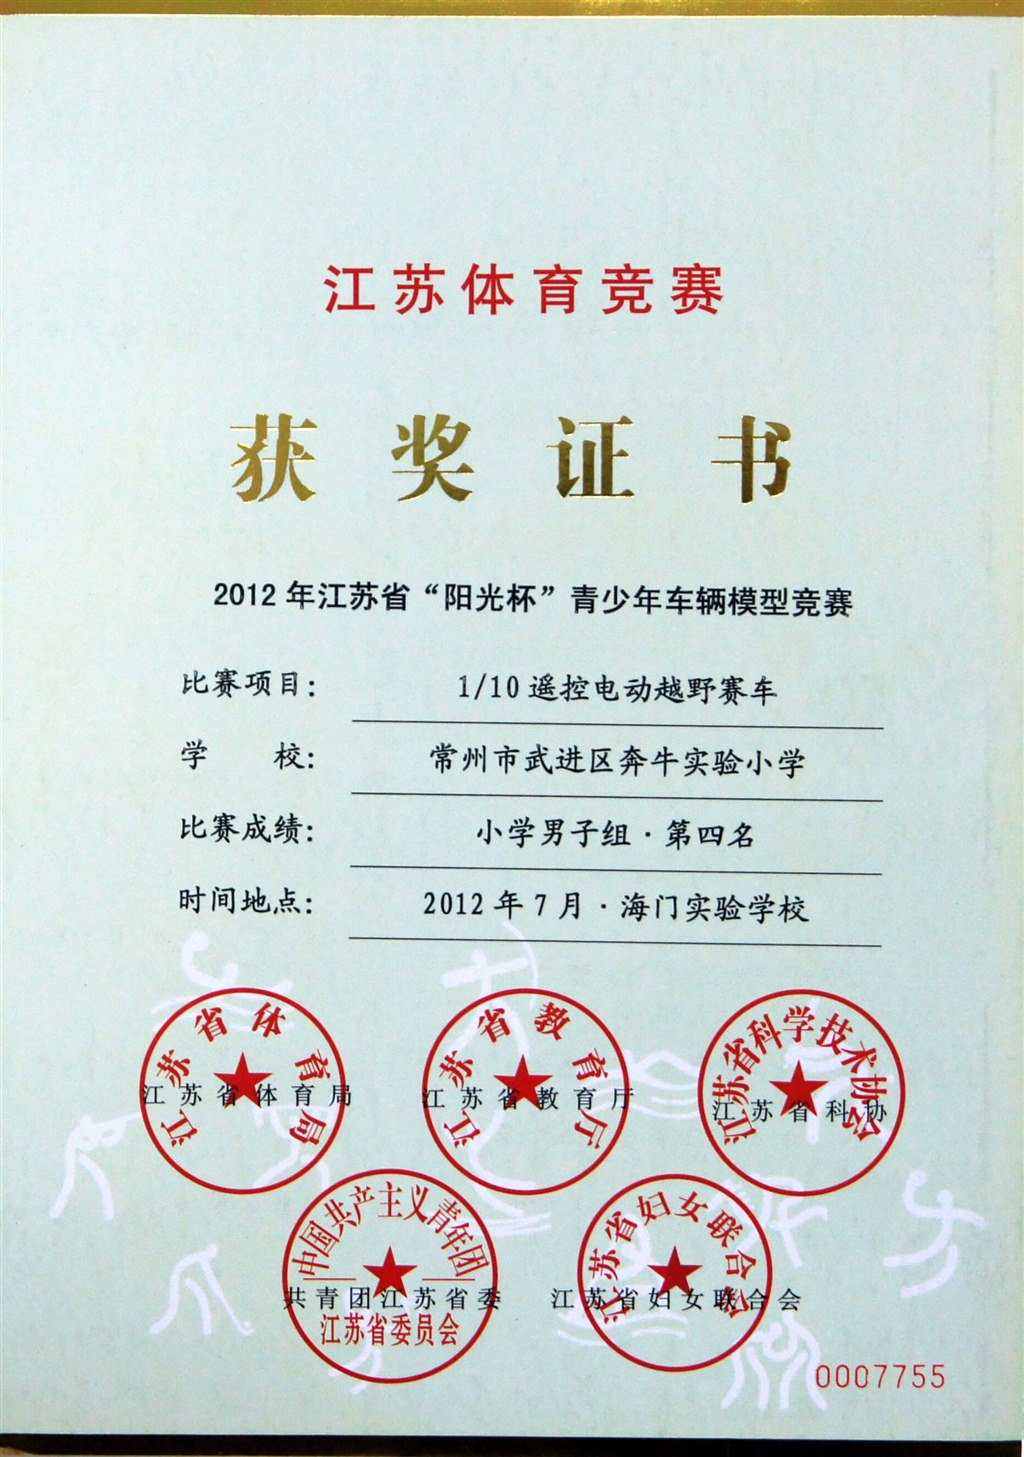 江苏体育竞赛
获奖证书
2012年江苏省“阳光杯”青少年车辆模型竞赛
比赛项目： 1/10遥控电动越野赛车
学 校： 常州市武进区奔牛实验小学
比赛成绩： 小学男子组·第四名
时间地点： 2012年7月·海门实验学校
江苏省体育局
江苏省体育局
江苏省教育厅
江苏省教育厅
江苏省科学技术协会
江苏省科协
中国共产主义青年团
共青团江苏省委
江苏省委员会
江苏省妇女联合会
江苏省妇女联合会
0007755